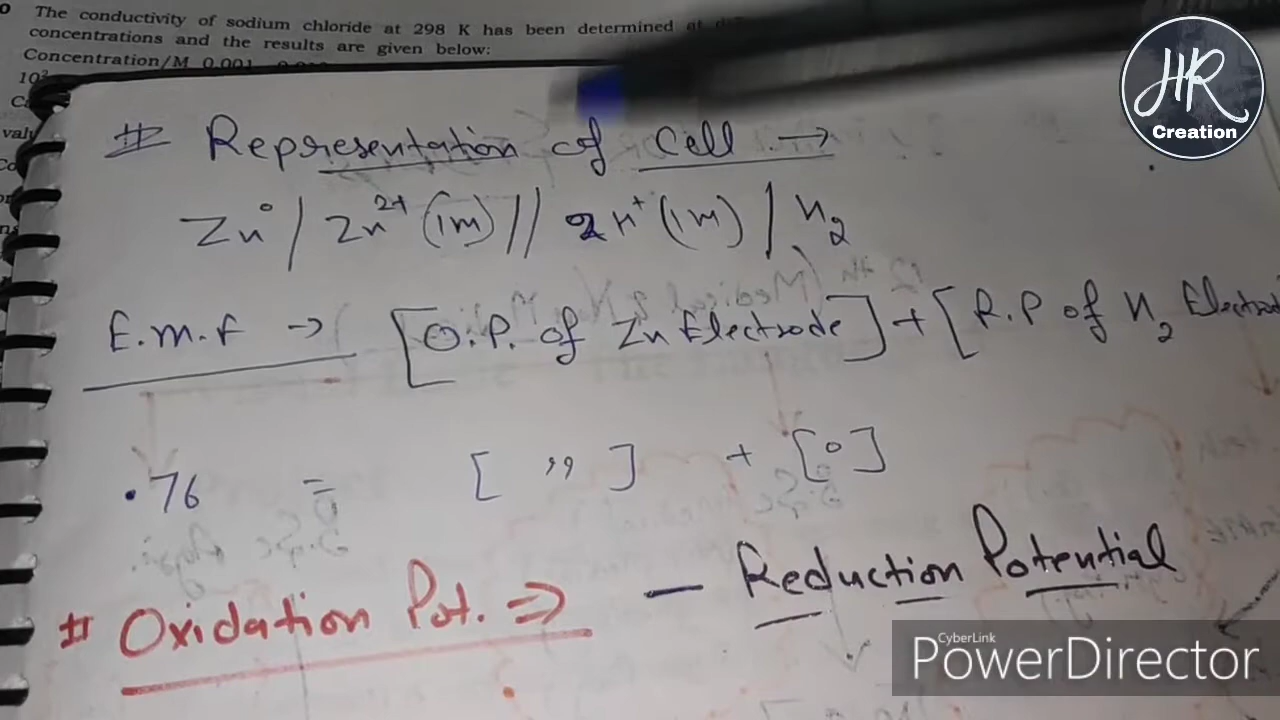 The conductivity of sodium chloride at 298 K has been determined at
concentrations and the results are given below:
Concentration/M 0.001
HR
Creation
# Representation of Cell →
Zn° / Zn²⁺ (1M) // 2H⁺ (1M) / H₂
E.M.F → [O.P. of Zn Electrode] + [R.P of H₂ Electrod
.76 = [ ,, ] + [0]
# Oxidation Pot. ⇒ — Reduction Potential
CyberLink
PowerDirector